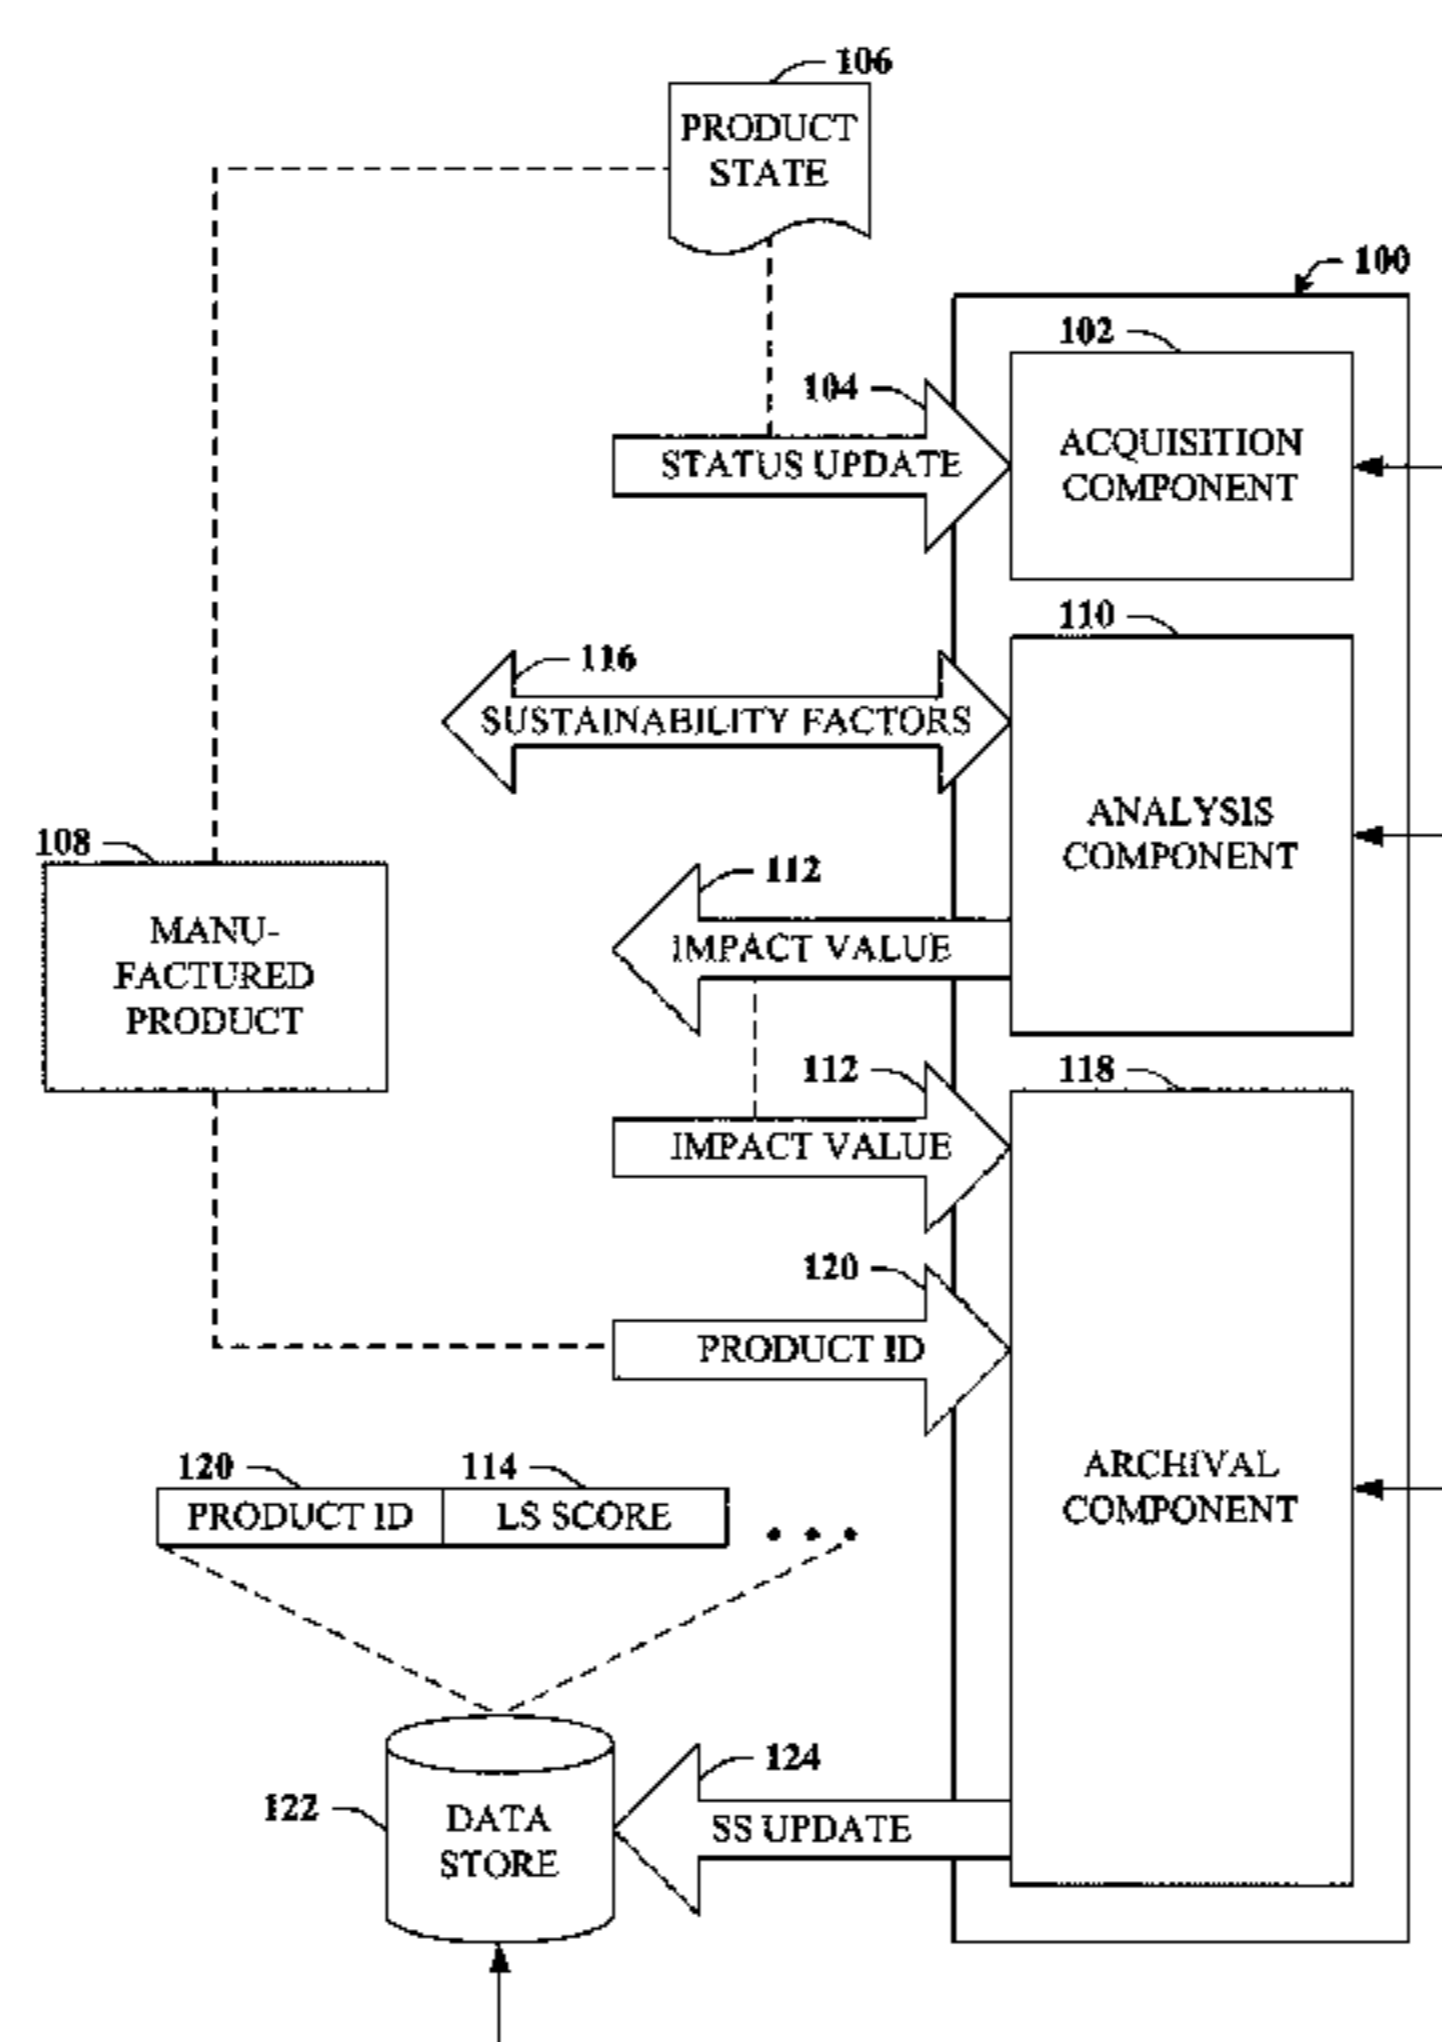 106
PRODUCT
STATE
100
102
104
ACQUISITION
COMPONENT
STATUS UPDATE
110
116
SUSTAINABILITY FACTORS
ANALYSIS
COMPONENT
108
112
MANU-
FACTURED
PRODUCT
IMPACT VALUE
112
118
IMPACT VALUE
120
PRODUCT ID
120
114
PRODUCT ID
LS SCORE
• • •
ARCHIVAL
COMPONENT
124
122
DATA
STORE
SS UPDATE